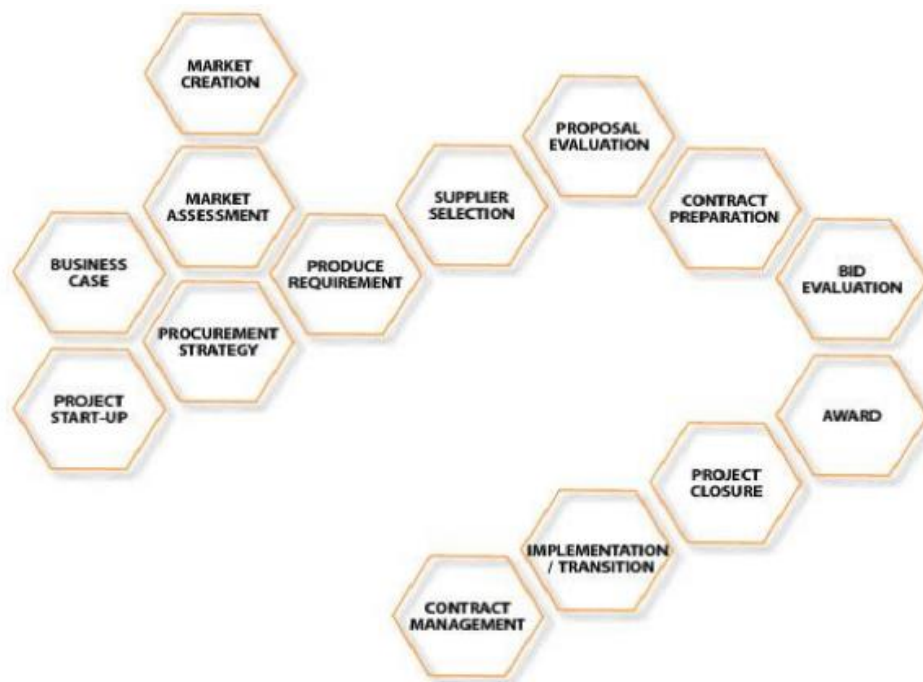 MARKET
CREATION
PROPOSAL
EVALUATION
MARKET
ASSESSMENT
SUPPLIER
SELECTION
CONTRACT
PREPARATION
BUSINESS
CASE
PRODUCE
REQUIREMENT
BID
EVALUATION
PROCUREMENT
STRATEGY
PROJECT
START-UP
AWARD
PROJECT
CLOSURE
IMPLEMENTATION
/ TRANSITION
CONTRACT
MANAGEMENT